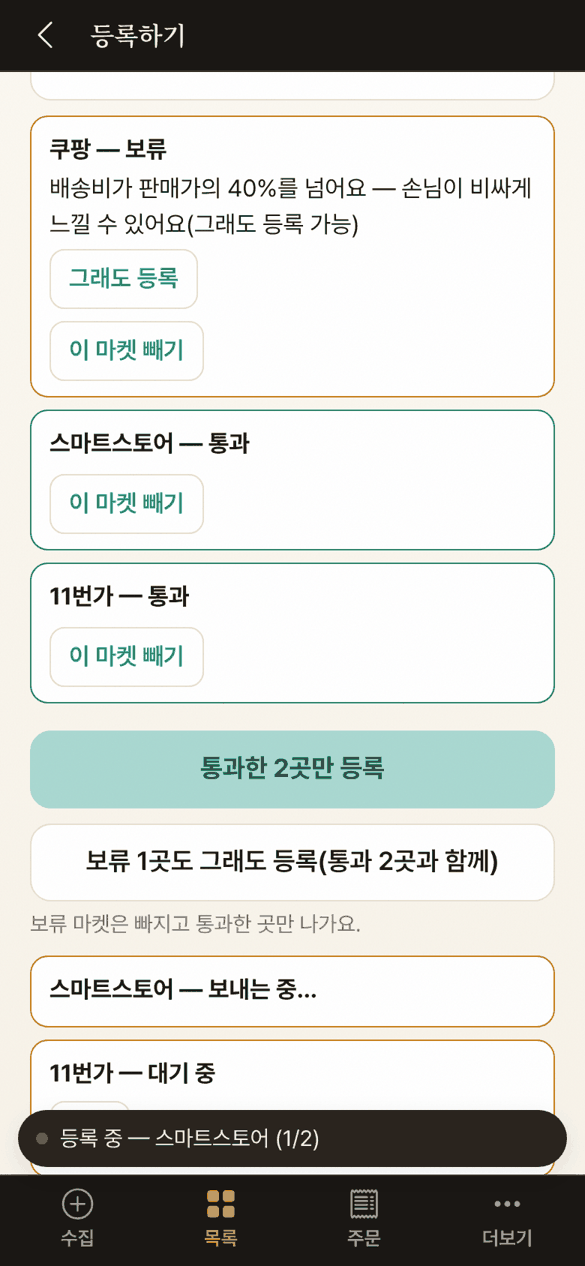 등록하기
쿠팡 — 보류
배송비가 판매가의 40%를 넘어요 — 손님이 비싸게
느낄 수 있어요(그래도 등록 가능)
그래도 등록
이 마켓 빼기
스마트스토어 — 통과
이 마켓 빼기
11번가 — 통과
이 마켓 빼기
통과한 2곳만 등록
보류 1곳도 그래도 등록(통과 2곳과 함께)
보류 마켓은 빠지고 통과한 곳만 나가요.
스마트스토어 — 보내는 중...
11번가 — 대기 중
등록 중 — 스마트스토어 (1/2)
수집
목록
주문
더보기